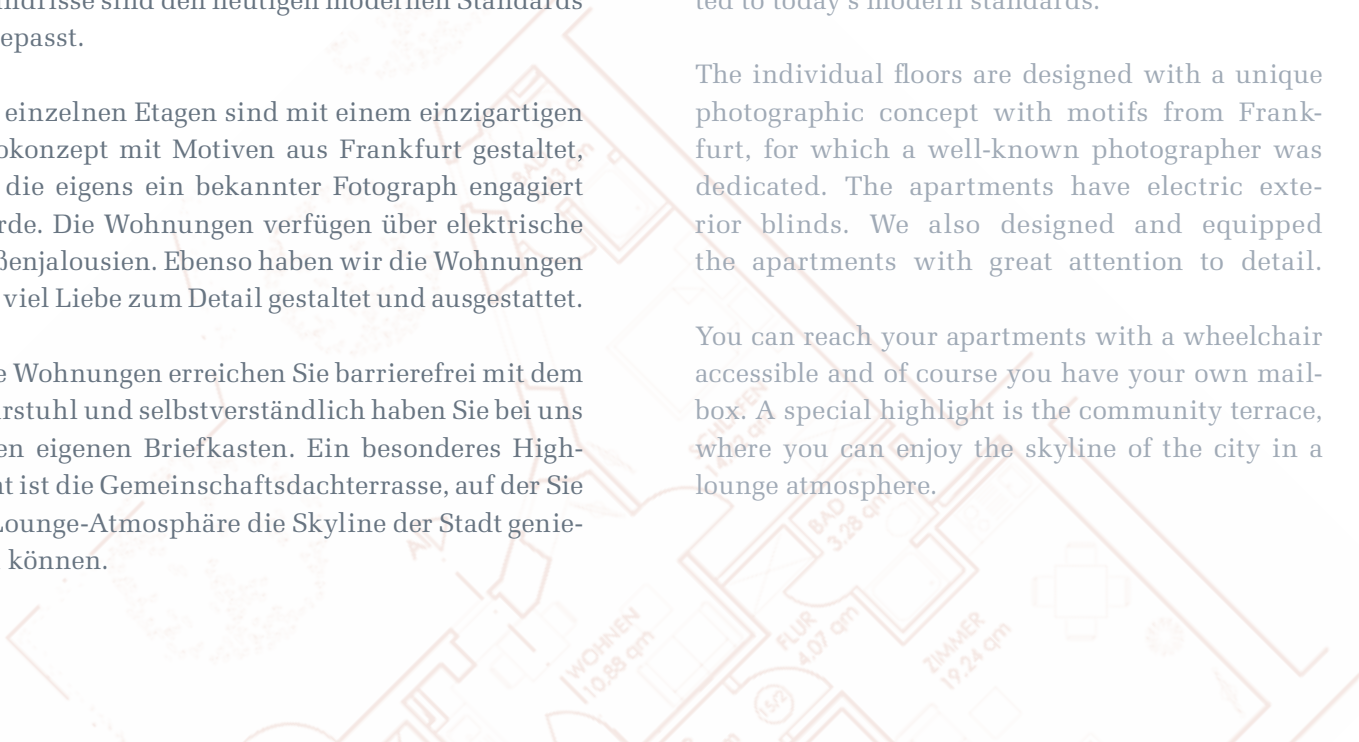 ndrisse sind den heutigen modernen Standards
epasst.
einzelnen Etagen sind mit einem einzigartigen
okonzept mit Motiven aus Frankfurt gestaltet,
die eigens ein bekannter Fotograph engagiert
rde. Die Wohnungen verfügen über elektrische
ßenjalousien. Ebenso haben wir die Wohnungen
viel Liebe zum Detail gestaltet und ausgestattet.
e Wohnungen erreichen Sie barrierefrei mit dem
rstuhl und selbstverständlich haben Sie bei uns
en eigenen Briefkasten. Ein besonderes High-
t ist die Gemeinschaftsdachterrasse, auf der Sie
Lounge-Atmosphäre die Skyline der Stadt genie-
können.
ted to today's modern standards.
The individual floors are designed with a unique
photographic concept with motifs from Frank-
furt, for which a well-known photographer was
dedicated. The apartments have electric exte-
rior blinds. We also designed and equipped
the apartments with great attention to detail.
You can reach your apartments with a wheelchair
accessible and of course you have your own mail-
box. A special highlight is the community terrace,
where you can enjoy the skyline of the city in a
lounge atmosphere.
BAD
SCHLAFEN
BAD
3.28 qm
WOHNEN
10.88 qm
FLUR
4.07 qm
ZIMMER
19.24 qm
15/2